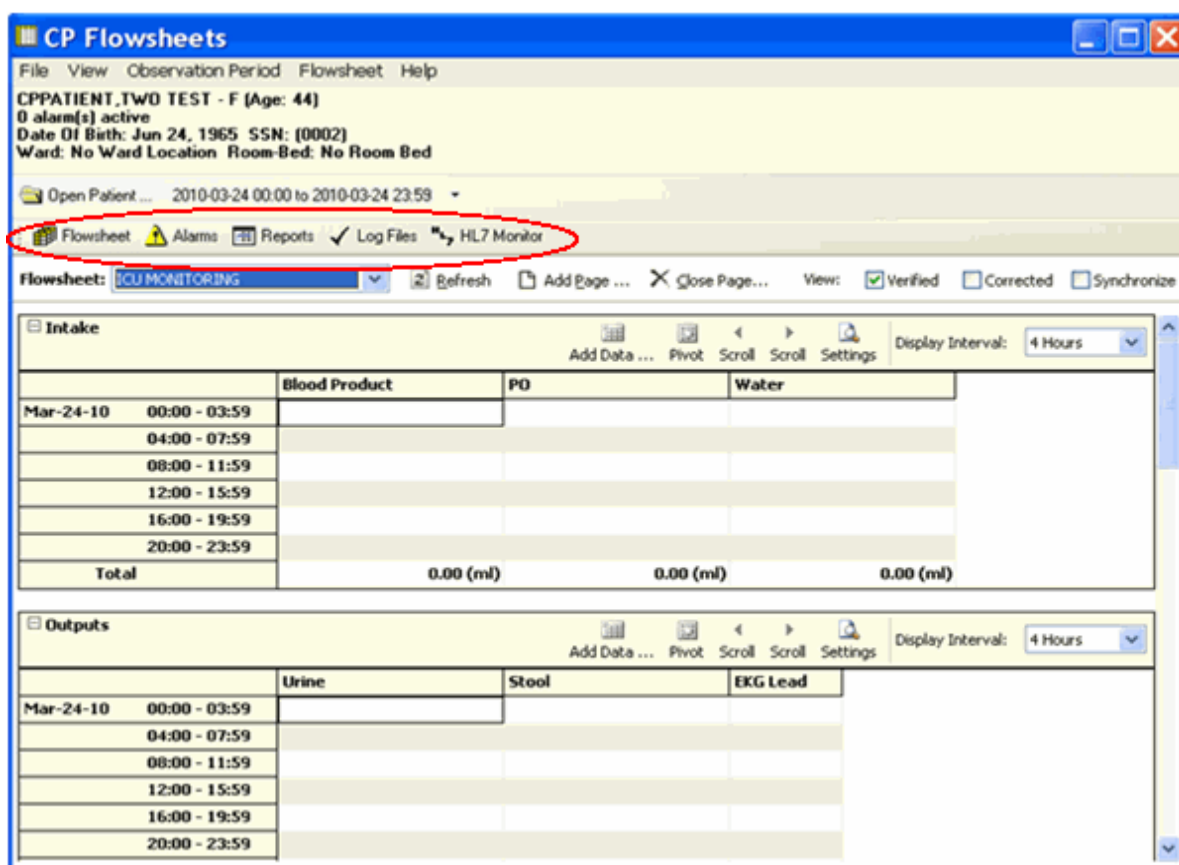 CP Flowsheets
File View Observation Period Flowsheet Help
CPPATIENT,TWO TEST - F (Age: 44)
0 alarm(s) active
Date Of Birth: Jun 24, 1965 SSN: (0002)
Ward: No Ward Location Room-Bed: No Room Bed
Open Patient ... 2010-03-24 00:00 to 2010-03-24 23:59
Flowsheet Alarms Reports Log Files HL7 Monitor
Flowsheet: ICU MONITORING Refresh Add Page ... Close Page... View: Verified Corrected Synchronize
Intake Add Data ... Pivot Scroll Scroll Settings Display Interval: 4 Hours
Blood Product PO Water
Mar-24-10 00:00 - 03:59
04:00 - 07:59
08:00 - 11:59
12:00 - 15:59
16:00 - 19:59
20:00 - 23:59
Total 0.00 (ml) 0.00 (ml) 0.00 (ml)
Outputs Add Data ... Pivot Scroll Scroll Settings Display Interval: 4 Hours
Urine Stool EKG Lead
Mar-24-10 00:00 - 03:59
04:00 - 07:59
08:00 - 11:59
12:00 - 15:59
16:00 - 19:59
20:00 - 23:59